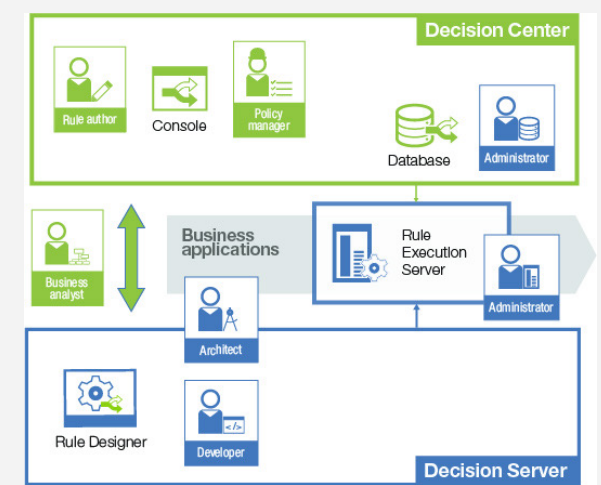 Decision Center
Rule author
Console
Policy
manager
Database
Administrator
Business
analyst
Business
applications
Rule
Execution
Server
Administrator
Architect
</>
Rule Designer
Developer
Decision Server